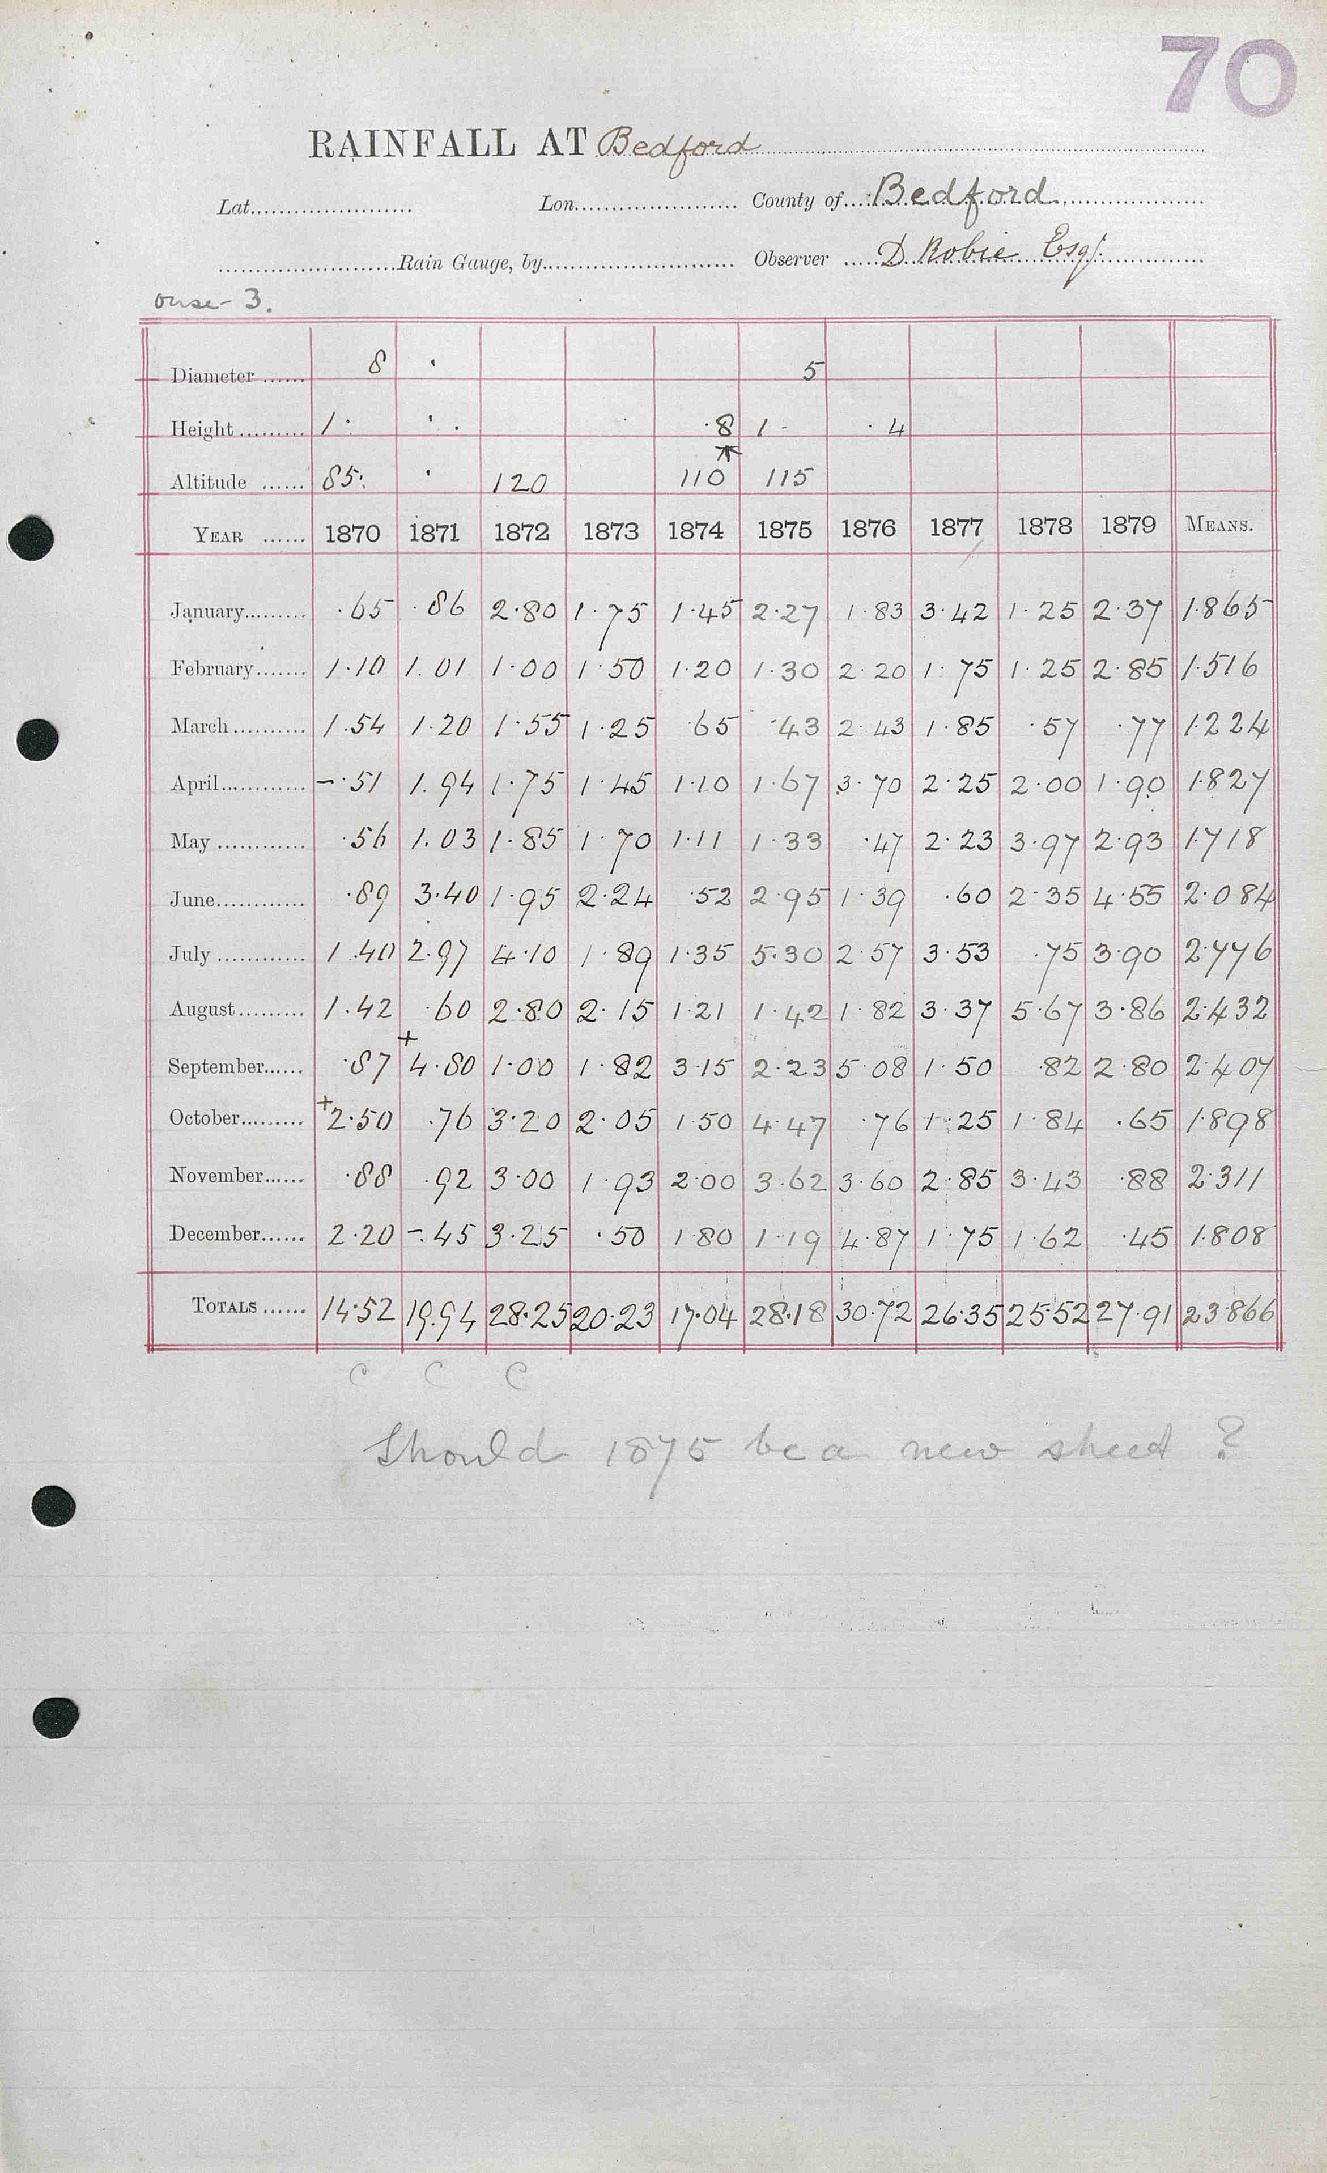 70
RAINFALL AT Bedford
Lat. Lon. County of Bedford
Rain Gauge, by Observer D. Robie Esqr.
ouse 3.
Diameter 8 5
Height 1 · · 8 1 - · 4
Altitude 85 120 110 115
YEAR 1870 1871 1872 1873 1874 1875 1876 1877 1878 1879 MEANS.
January ·65 ·86 2·80 1·75 1·45 2·27 1·83 3·42 1·25 2·37 1·865
February 1·10 1·01 1·00 1·50 1·20 1·30 2·20 1·75 1·25 2·85 1·516
March 1·54 1·20 1·55 1·25 ·65 ·43 2·43 1·85 ·57 ·77 1·224
April -·51 1·94 1·75 1·45 1·10 1·67 3·70 2·25 2·00 1·90 1·827
May ·56 1·03 1·85 1·70 1·11 1·33 ·47 2·23 3·97 2·93 1·718
June ·89 3·40 1·95 2·24 ·52 2·95 1·39 ·60 2·35 4·55 2·084
July 1·40 2·97 4·10 1·89 1·35 5·30 2·57 3·53 ·75 3·90 2·776
August 1·42 ·60 2·80 2·15 1·21 1·42 1·82 3·37 5·67 3·86 2·432
September ·87 +4·80 1·00 1·82 3·15 2·23 5·08 1·50 ·82 2·80 2·407
October +2·50 ·76 3·20 2·05 1·50 4·47 ·76 1·25 1·84 ·65 1·898
November ·88 ·92 3·00 1·93 2·00 3·62 3·60 2·85 3·43 ·88 2·311
December 2·20 -·45 3·25 ·50 1·80 1·19 4·87 1·75 1·62 ·45 1·808
TOTALS 14·52 19·94 28·25 20·23 17·04 28·18 30·72 26·35 25·52 27·91 23·866
C C C
Should 1875 be a new sheet ?